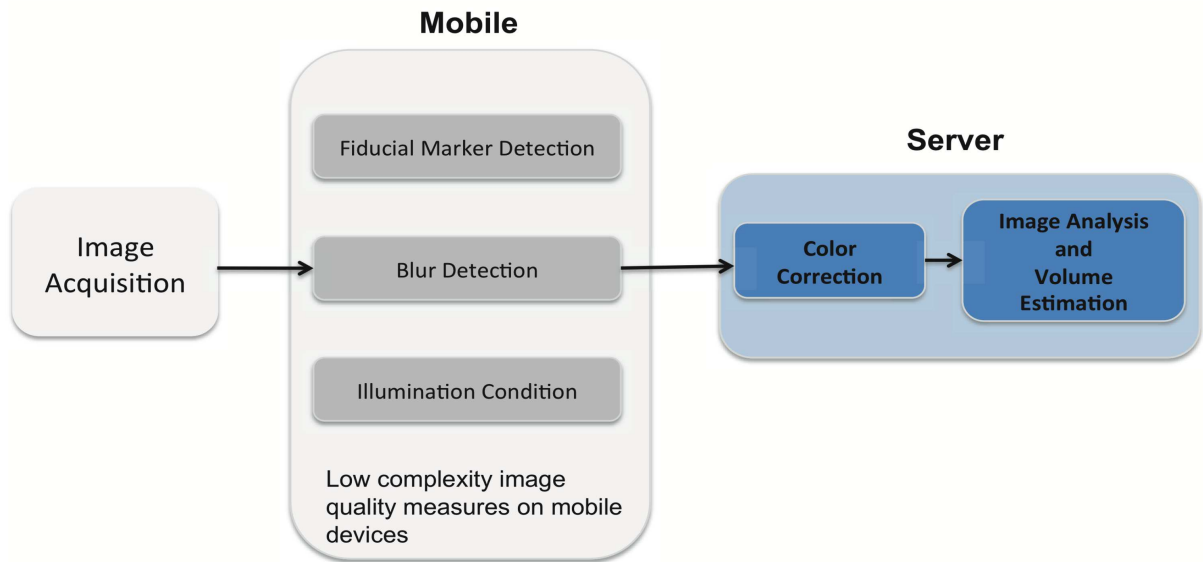 Mobile
Fiducial Marker Detection
Blur Detection
Illumination Condition
Low complexity image
quality measures on mobile
devices
Image
Acquisition
Server
Color
Correction
Image Analysis
and
Volume
Estimation